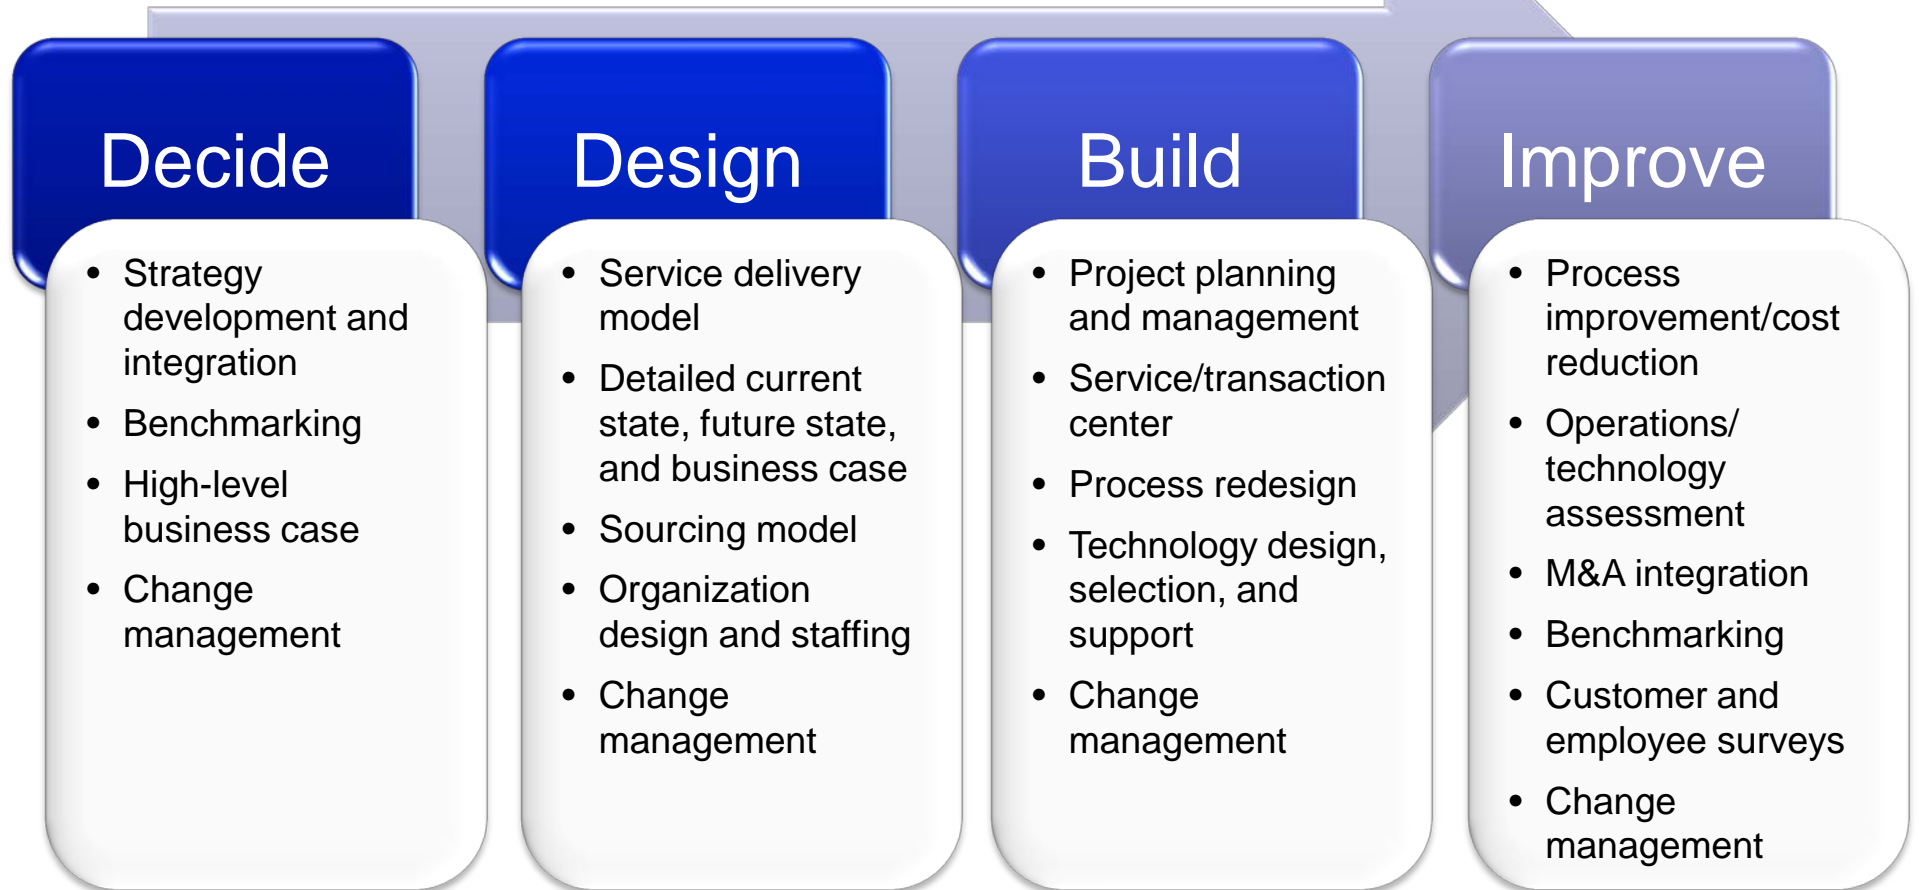 Decide
• Strategy
development and
integration
• Benchmarking
• High-level
business case
• Change
management
Design
• Service delivery
model
• Detailed current
state, future state,
and business case
• Sourcing model
• Organization
design and staffing
• Change
management
Build
• Project planning
and management
• Service/transaction
center
• Process redesign
• Technology design,
selection, and
support
• Change
management
Improve
• Process
improvement/cost
reduction
• Operations/
technology
assessment
• M&A integration
• Benchmarking
• Customer and
employee surveys
• Change
management